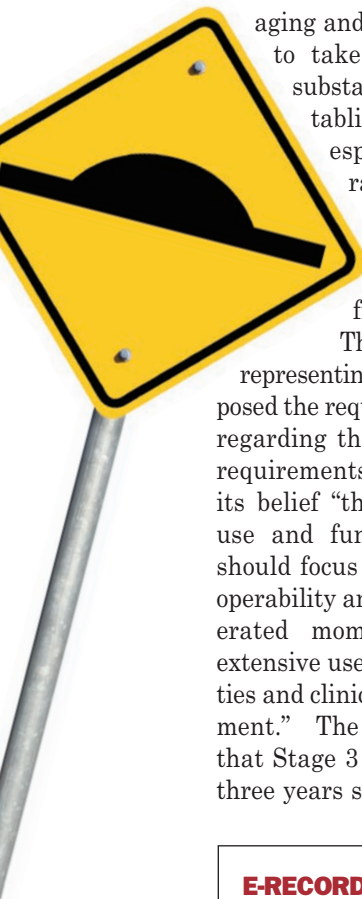 aging and
to take
substa
tabli
esp
ra
f
Th
representin
posed the requ
regarding th
requirements
its belief “th
use and fun
should focus
operability an
erated mom
extensive use
ties and clinic
ment.” The
that Stage 3
three years s
E-RECORD